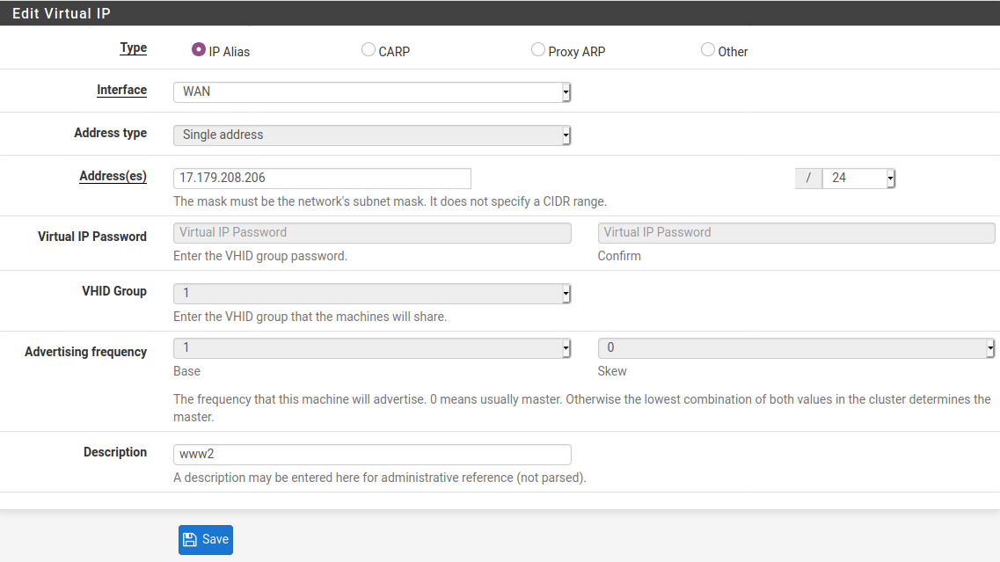 Edit Virtual IP
Type IP Alias CARP Proxy ARP Other
Interface WAN
Address type Single address
Address(es) 17.179.208.206 / 24
The mask must be the network's subnet mask. It does not specify a CIDR range.
Virtual IP Password Virtual IP Password Virtual IP Password
Enter the VHID group password. Confirm
VHID Group 1
Enter the VHID group that the machines will share.
Advertising frequency 1 0
Base Skew
The frequency that this machine will advertise. 0 means usually master. Otherwise the lowest combination of both values in the cluster determines the
master.
Description www2
A description may be entered here for administrative reference (not parsed).
Save